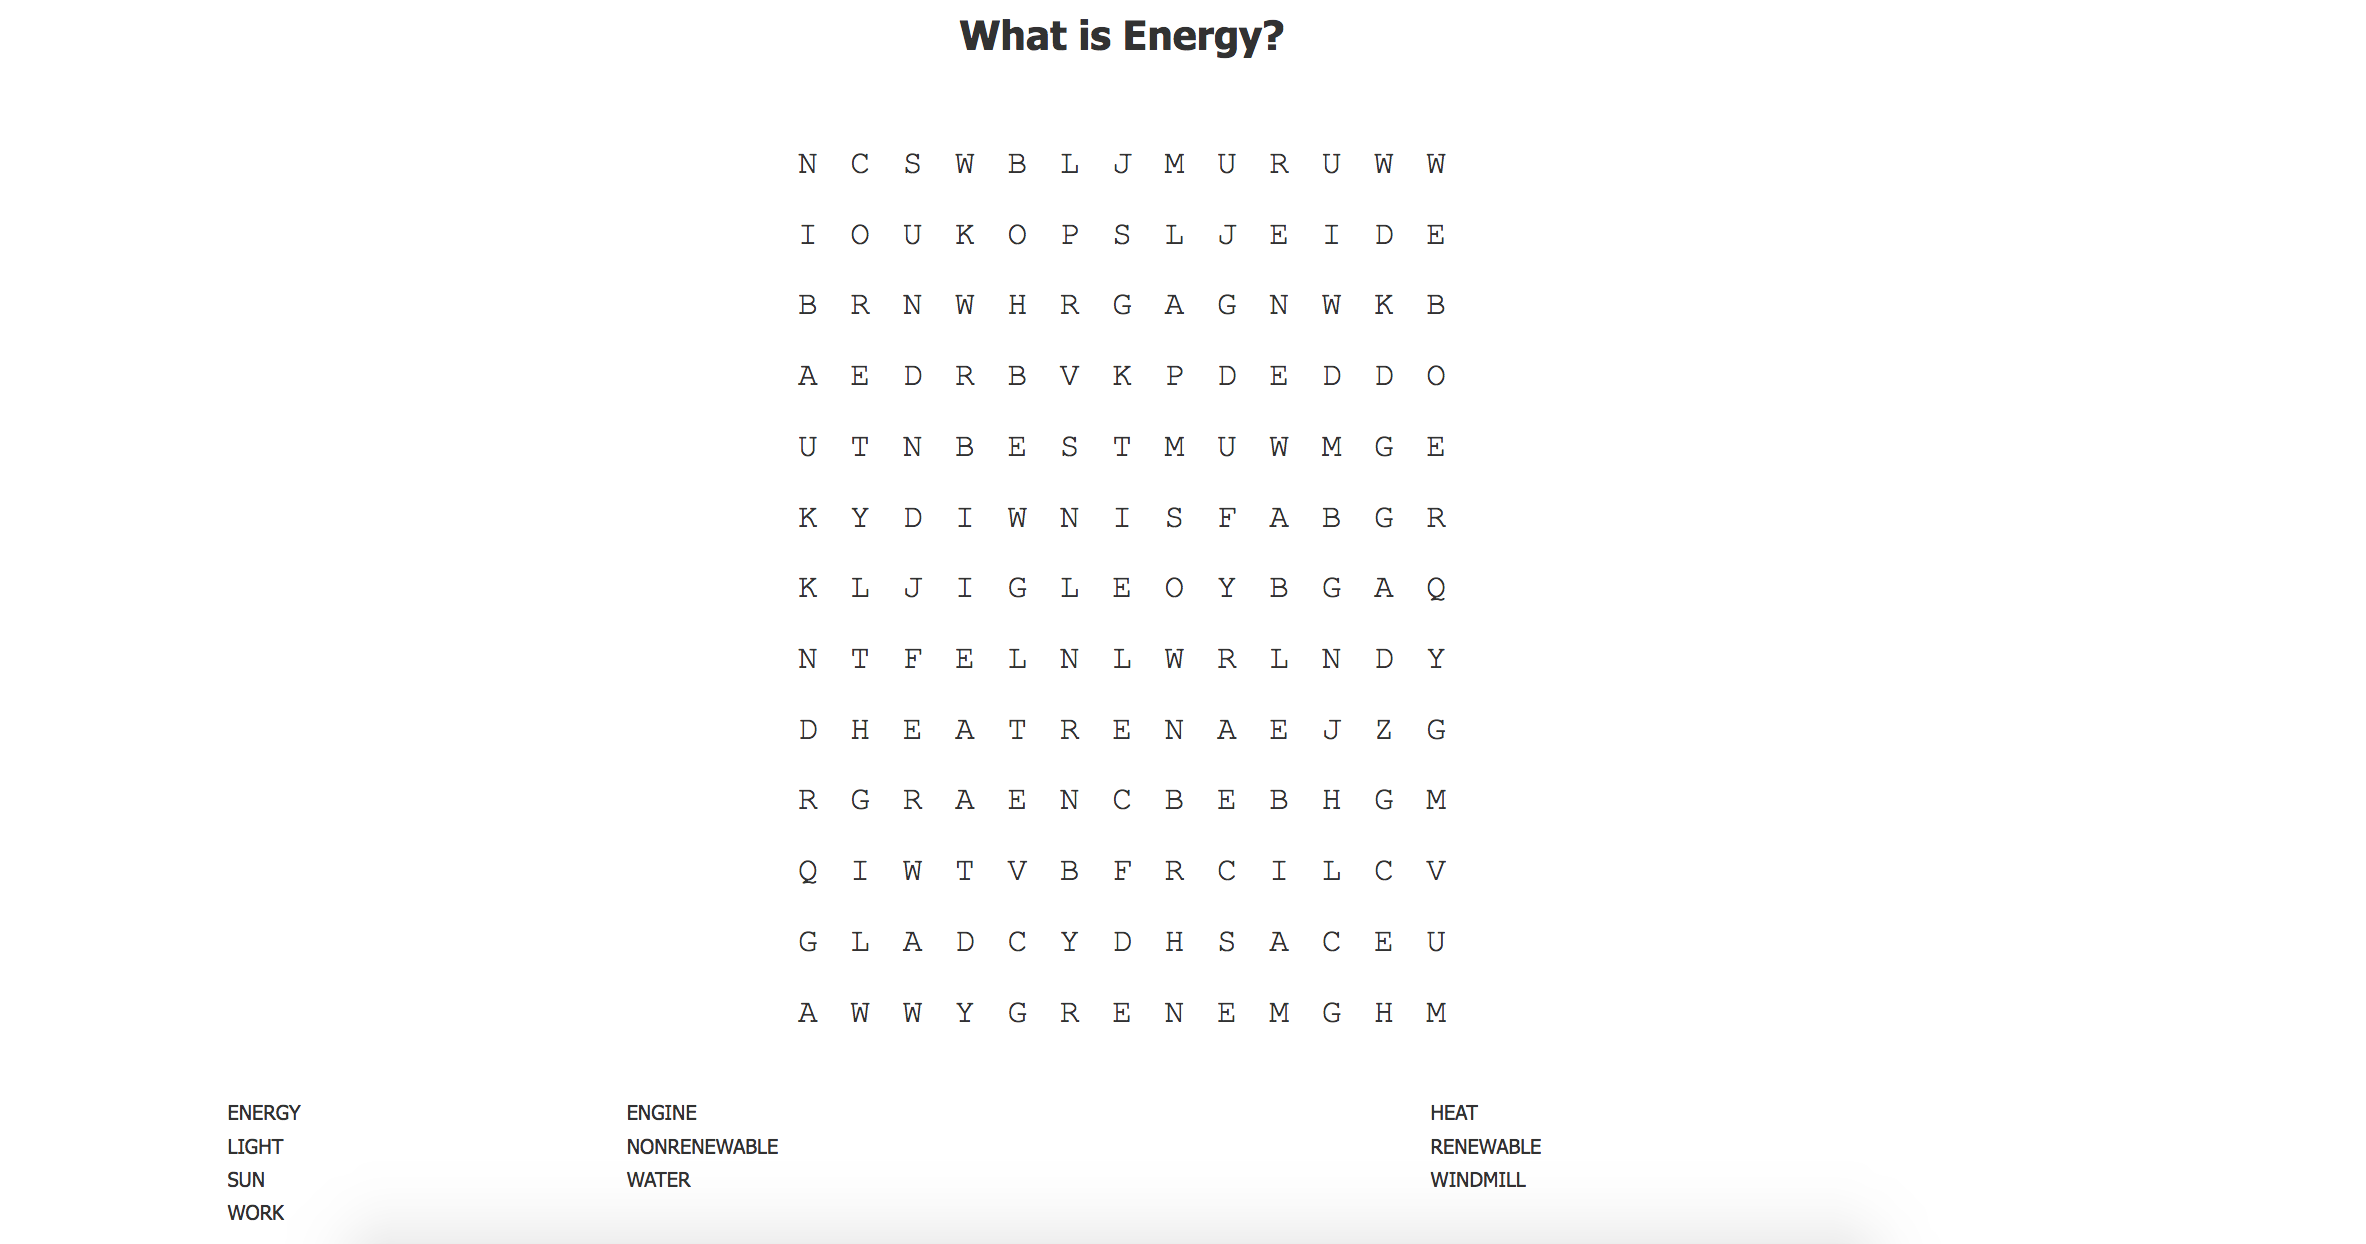 What is Energy?
N C S W B L J M U R U W W
I O U K O P S L J E I D E
B R N W H R G A G N W K B
A E D R B V K P D E D D O
U T N B E S T M U W M G E
K Y D I W N I S F A B G R
K L J I G L E O Y B G A Q
N T F E L N L W R L N D Y
D H E A T R E N A E J Z G
R G R A E N C B E B H G M
Q I W T V B F R C I L C V
G L A D C Y D H S A C E U
A W W Y G R E N E M G H M
ENERGY ENGINE HEAT
LIGHT NONRENEWABLE RENEWABLE
SUN WATER WINDMILL
WORK